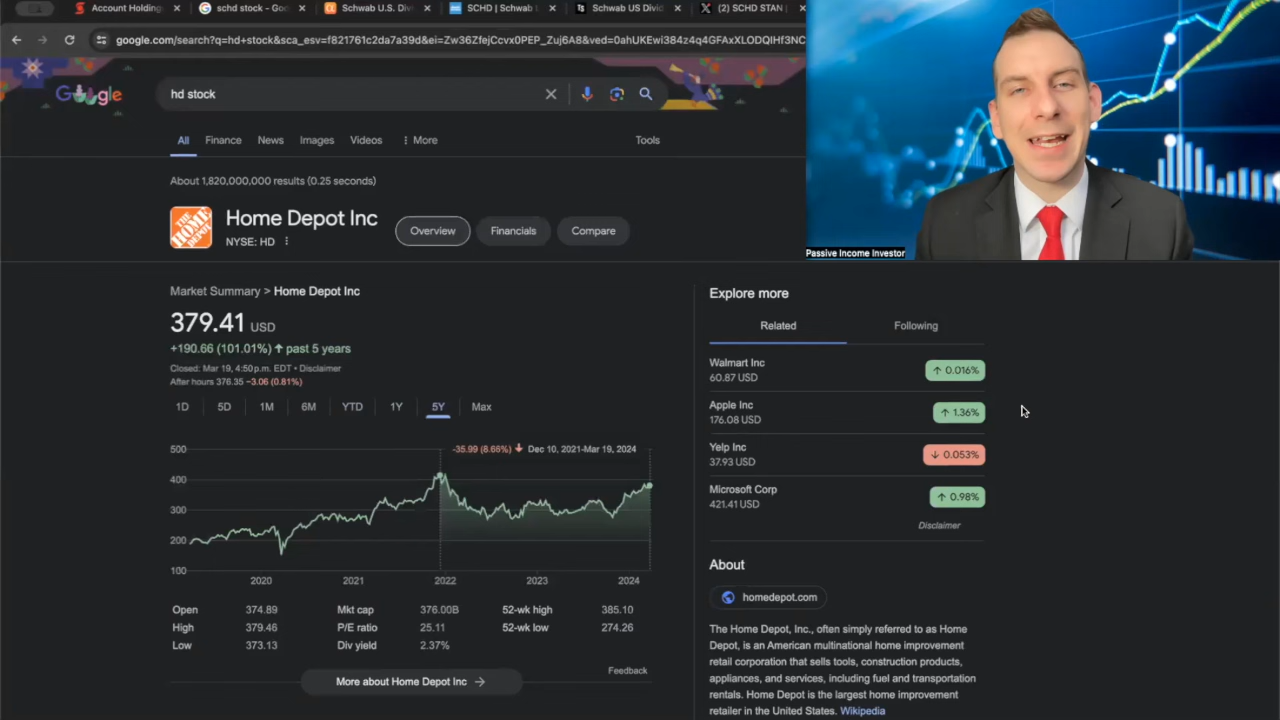 Account Holding
schd stock - Goo
Schwab U.S. Divi
SCHD | Schwab
Schwab US Divid
(2) SCHD STAN
google.com/search?q=hd+stock&sca_esv=f821761c2da7a39d&ei=Zw36ZfejCcvx0PEP_Zuj6A8&ved=0ahUKEwi384z4q4GFAxXLODQIHf3NC
Google
hd stock
All
Finance
News
Images
Videos
More
Tools
About 1,820,000,000 results (0.25 seconds)
THE HOME DEPOT
Home Depot Inc
NYSE: HD
Overview
Financials
Compare
Passive Income Investor
Market Summary > Home Depot Inc
379.41 USD
+190.66 (101.01%) ↑ past 5 years
Closed: Mar 19, 4:50 p.m. EDT • Disclaimer
After hours 376.35 −3.06 (0.81%)
1D
5D
1M
6M
YTD
1Y
5Y
Max
-35.99 (8.66%) ↓ Dec 10, 2021-Mar 19, 2024
500
400
300
200
100
2020
2021
2022
2023
2024
Open 374.89 Mkt cap 376.00B 52-wk high 385.10
High 379.46 P/E ratio 25.11 52-wk low 274.26
Low 373.13 Div yield 2.37%
Feedback
More about Home Depot Inc →
Explore more
Related
Following
Walmart Inc
60.87 USD
↑ 0.016%
Apple Inc
176.08 USD
↑ 1.36%
Yelp Inc
37.93 USD
↓ 0.053%
Microsoft Corp
421.41 USD
↑ 0.98%
Disclaimer
About
homedepot.com
The Home Depot, Inc., often simply referred to as Home
Depot, is an American multinational home improvement
retail corporation that sells tools, construction products,
appliances, and services, including fuel and transportation
rentals. Home Depot is the largest home improvement
retailer in the United States. Wikipedia